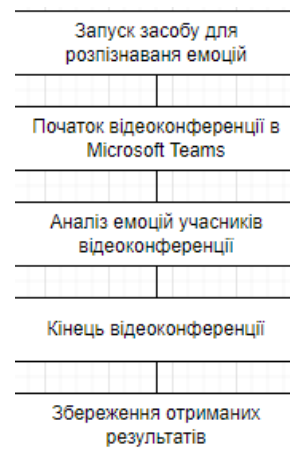 Запуск засобу для
розпізнаваня емоцій
Початок відеоконференції в
Microsoft Teams
Аналіз емоцій учасників
відеоконференції
Кінець відеоконференції
Збереження отриманих
результатів